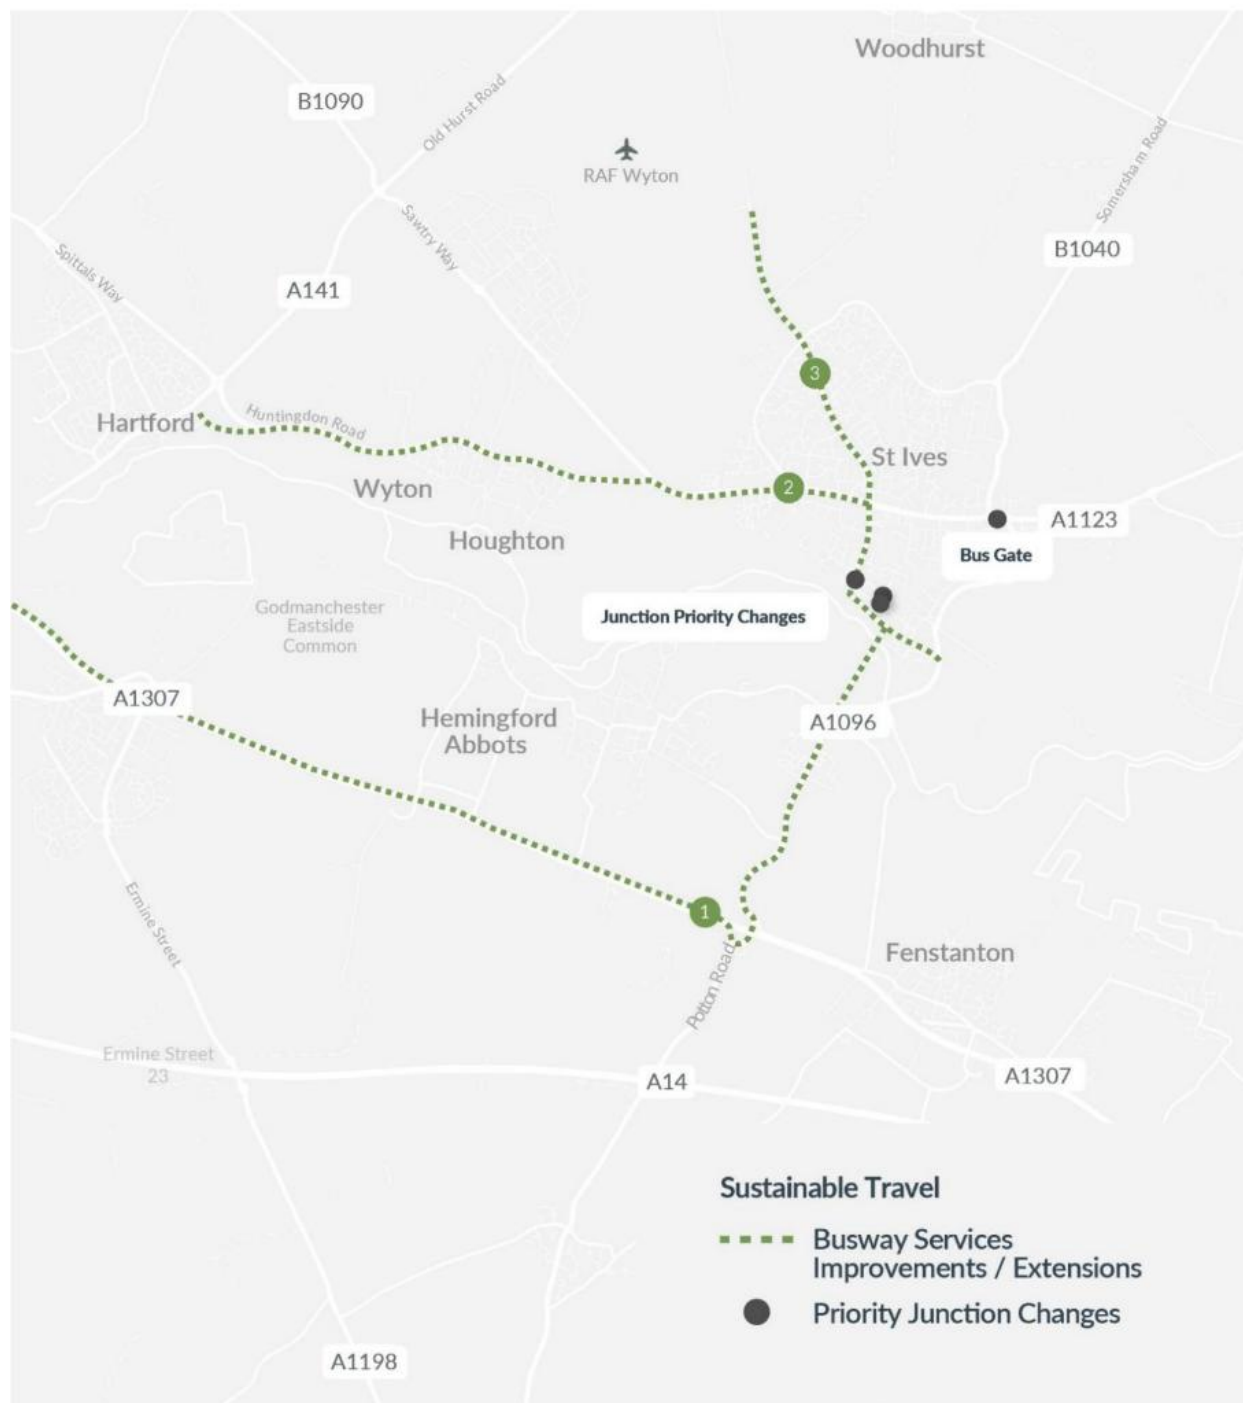 Woodhurst
B1090
Old Hurst Road
RAF Wyton
Somersham Road
Sawtry Way
B1040
Spittals Way
A141
3
Hartford
Huntingdon Road
St Ives
Wyton
2
A1123
Houghton
Bus Gate
Junction Priority Changes
Godmanchester
Eastside
Common
A1307
Hemingford
Abbots
A1096
1
Ermine Street
Fenstanton
Potton Road
Ermine Street
23
A14
A1307
Sustainable Travel
Busway Services
Improvements / Extensions
Priority Junction Changes
A1198